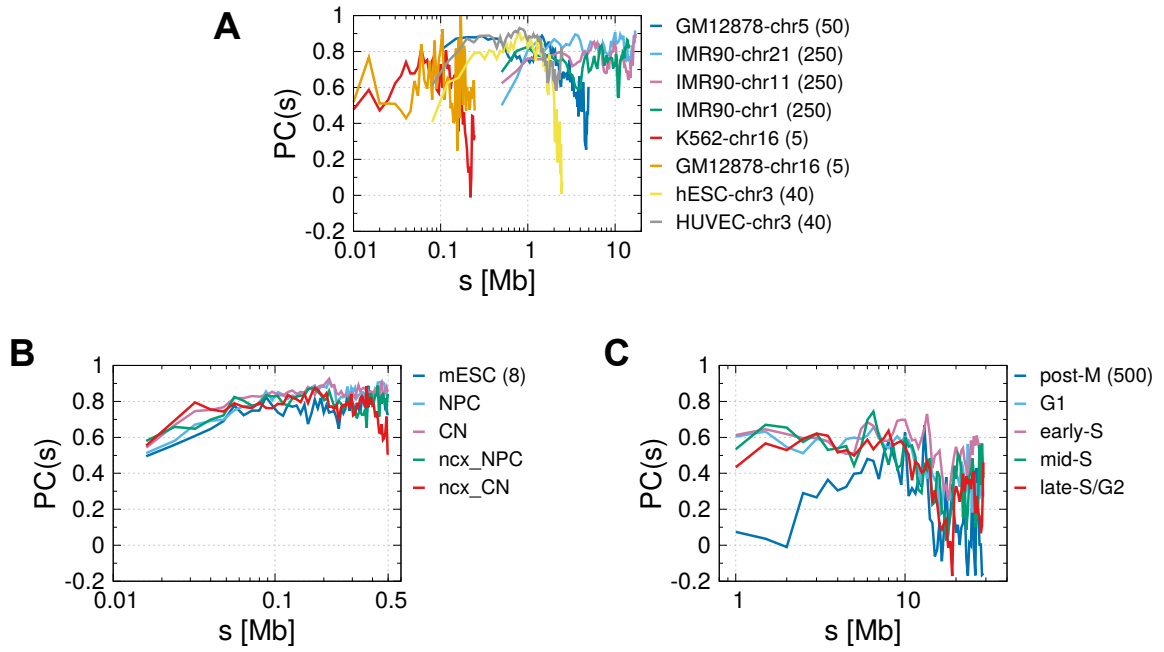 A
PC(s)
1
0.8
0.6
0.4
0.2
0
-0.2
0.01
0.1
1
10
s [Mb]
GM12878-chr5 (50)
IMR90-chr21 (250)
IMR90-chr11 (250)
IMR90-chr1 (250)
K562-chr16 (5)
GM12878-chr16 (5)
hESC-chr3 (40)
HUVEC-chr3 (40)
B
PC(s)
1
0.8
0.6
0.4
0.2
0
-0.2
0.01
0.1
0.5
s [Mb]
mESC (8)
NPC
CN
ncx_NPC
ncx_CN
C
PC(s)
1
0.8
0.6
0.4
0.2
0
-0.2
1
10
s [Mb]
post-M (500)
G1
early-S
mid-S
late-S/G2